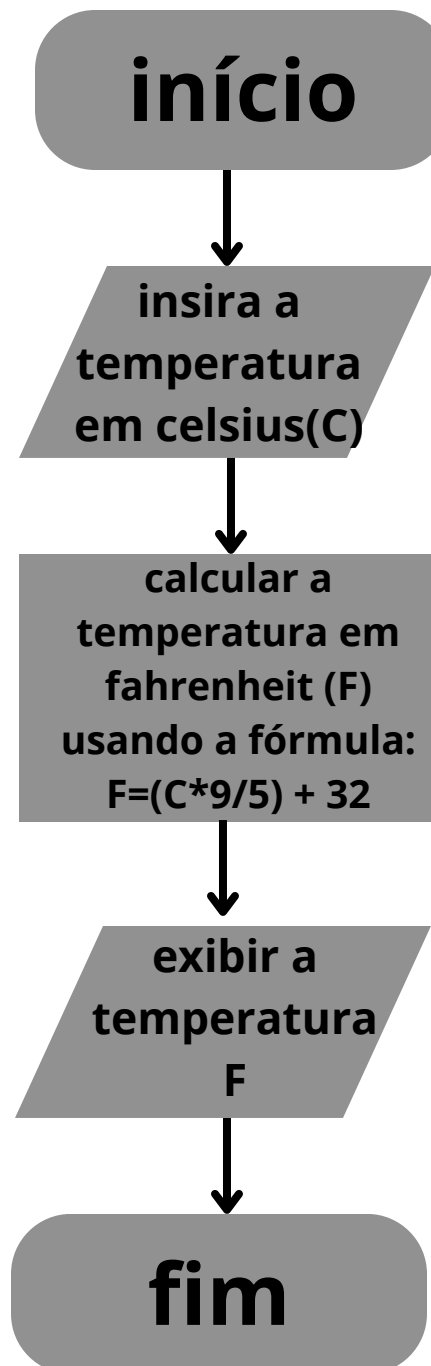 início
insira a
temperatura
em celsius(C)
calcular a
temperatura em
fahrenheit (F)
usando a fórmula:
F=(C*9/5) + 32
exibir a
temperatura
F
fim